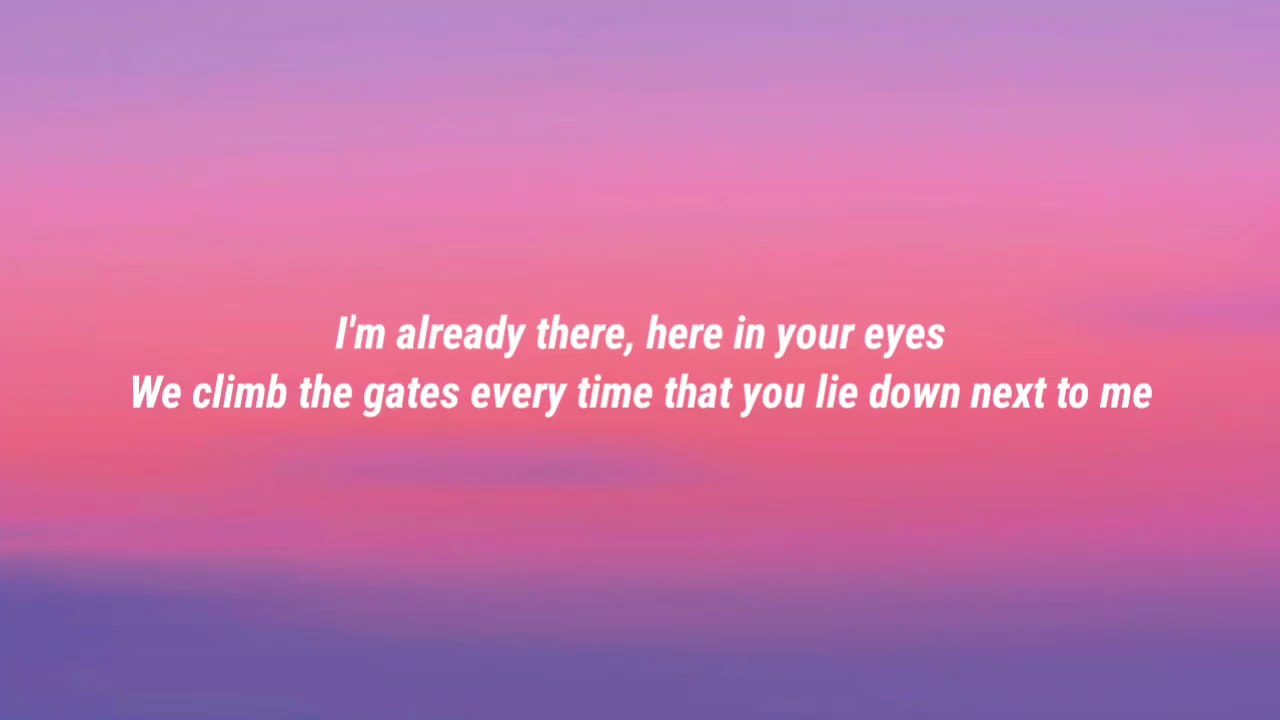 I'm already there, here in your eyes
We climb the gates every time that you lie down next to me